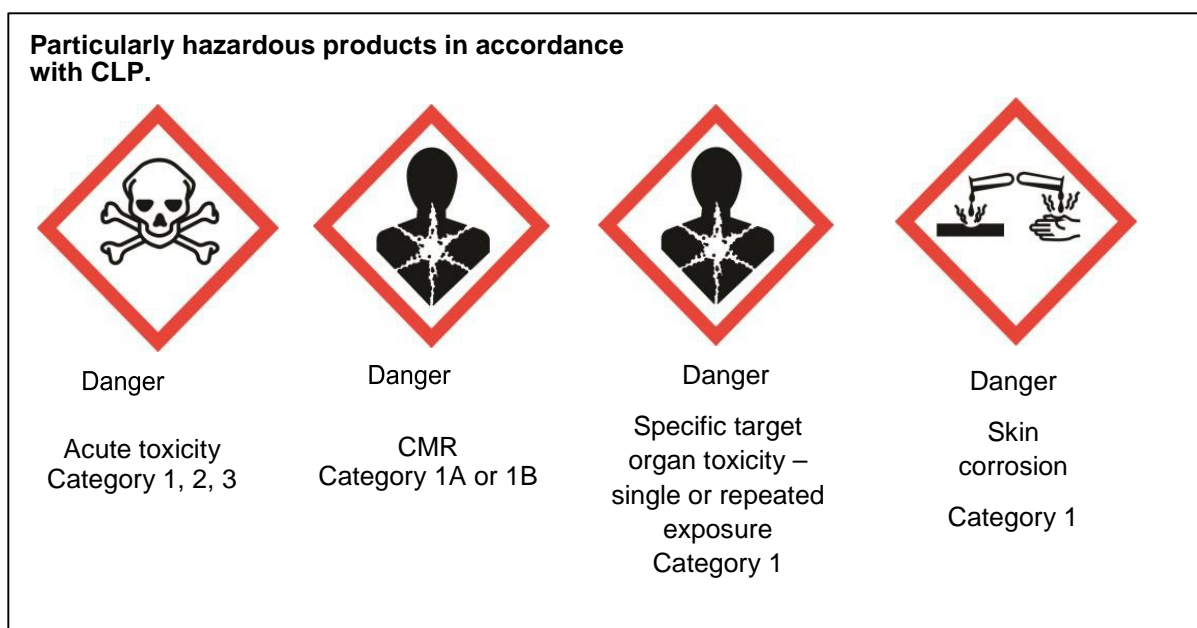 Particularly hazardous products in accordance
with CLP.
Danger
Acute toxicity
Category 1, 2, 3
Danger
CMR
Category 1A or 1B
Danger
Specific target
organ toxicity –
single or repeated
exposure
Category 1
Danger
Skin
corrosion
Category 1